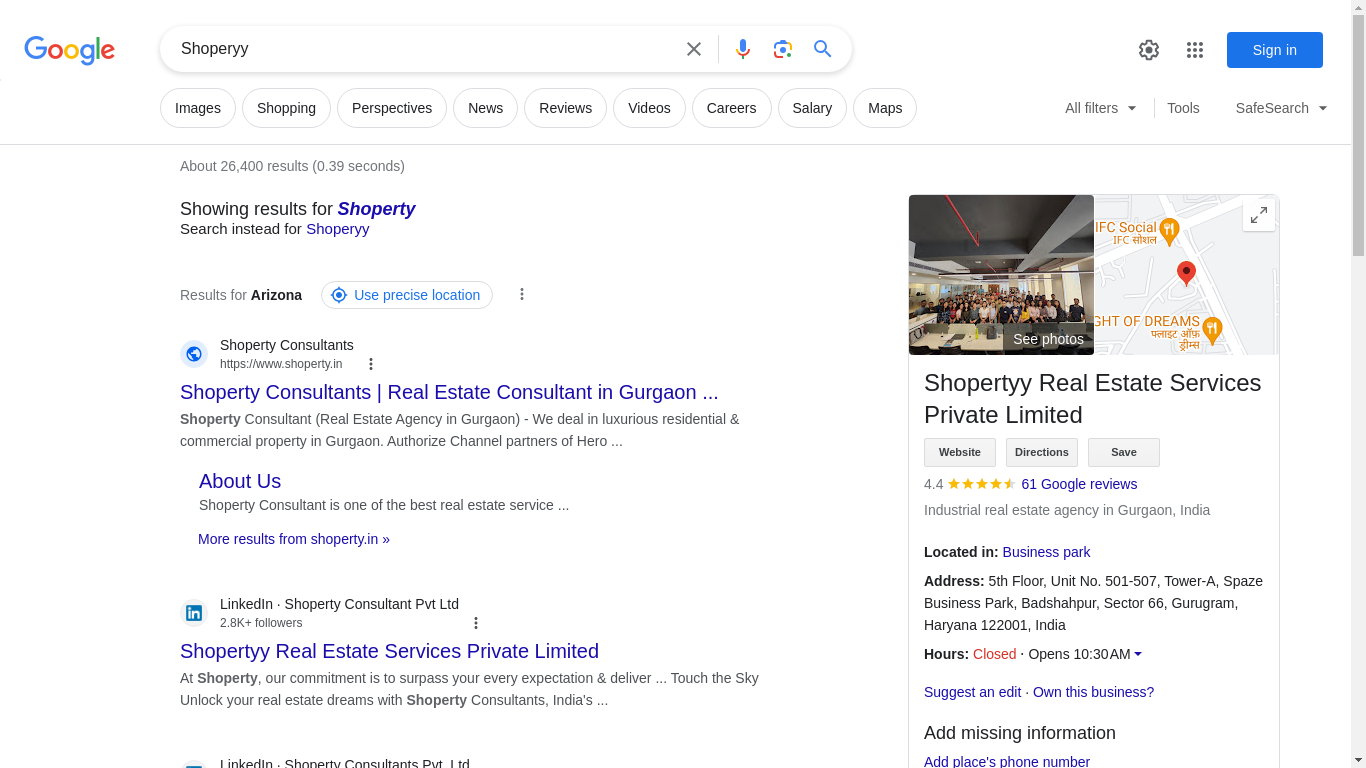 Google
Shoperyy
Sign in
Images
Shopping
Perspectives
News
Reviews
Videos
Careers
Salary
Maps
All filters
Tools
SafeSearch
About 26,400 results (0.39 seconds)
Showing results for Shoperty
Search instead for Shoperyy
Results for Arizona
Use precise location
Shoperty Consultants
https://www.shoperty.in
Shoperty Consultants | Real Estate Consultant in Gurgaon ...
Shoperty Consultant (Real Estate Agency in Gurgaon) - We deal in luxurious residential &
commercial property in Gurgaon. Authorize Channel partners of Hero ...
About Us
Shoperty Consultant is one of the best real estate service ...
More results from shoperty.in »
LinkedIn · Shoperty Consultant Pvt Ltd
2.8K+ followers
Shopertyy Real Estate Services Private Limited
At Shoperty, our commitment is to surpass your every expectation & deliver ... Touch the Sky
Unlock your real estate dreams with Shoperty Consultants, India's ...
LinkedIn · Shoperty Consultants Pvt. Ltd
See photos
IFC Social
IFC सोशल
GHT OF DREAMS
फ्लाइट ऑफ़
ड्रीम्स
Shopertyy Real Estate Services
Private Limited
Website
Directions
Save
4.4
61 Google reviews
Industrial real estate agency in Gurgaon, India
Located in: Business park
Address: 5th Floor, Unit No. 501-507, Tower-A, Spaze
Business Park, Badshahpur, Sector 66, Gurugram,
Haryana 122001, India
Hours: Closed ⋅ Opens 10:30 AM
Suggest an edit · Own this business?
Add missing information
Add place's phone number